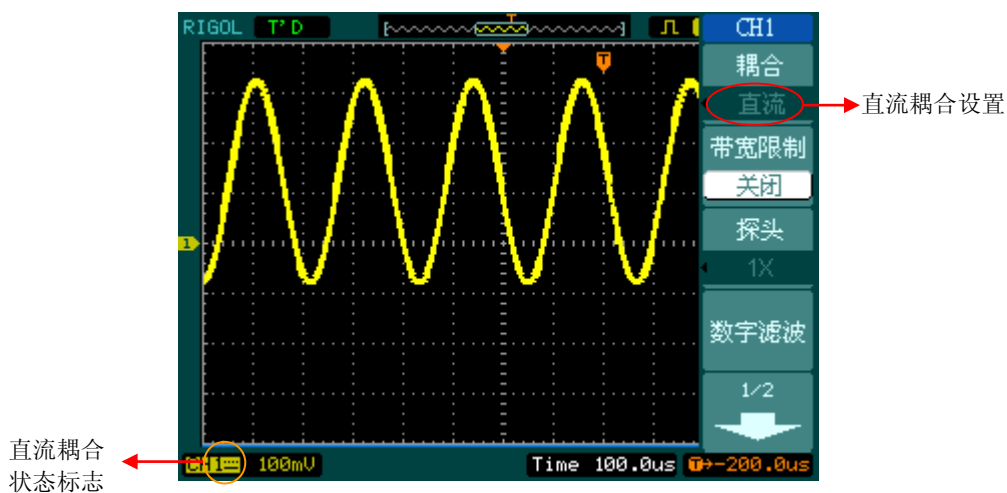 RIGOL T'D T CH1
耦合
直流
直流耦合设置
T
带宽限制
关闭
探头
1
1X
数字滤波
1/2
直流耦合
状态标志
CH1 100mV Time 100.0us T→-200.0us